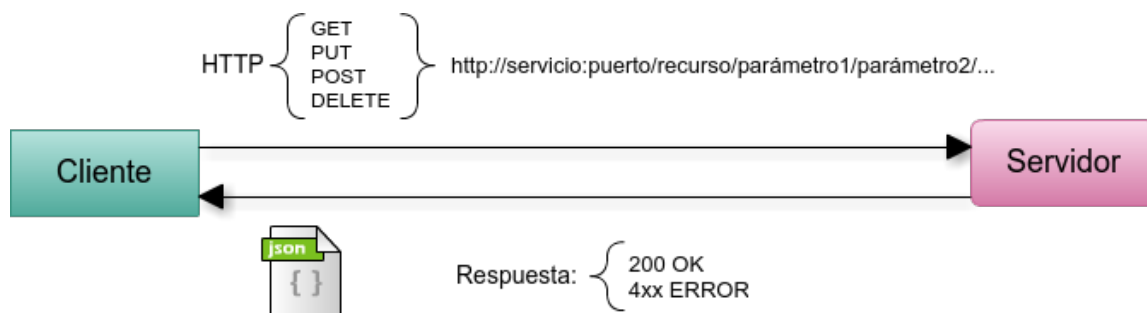 GET
PUT
HTTP
POST
DELETE
http://servicio:puerto/recurso/parámetro1/parámetro2/...
Cliente
Servidor
json
{ }
Respuesta:
200 OK
4xx ERROR